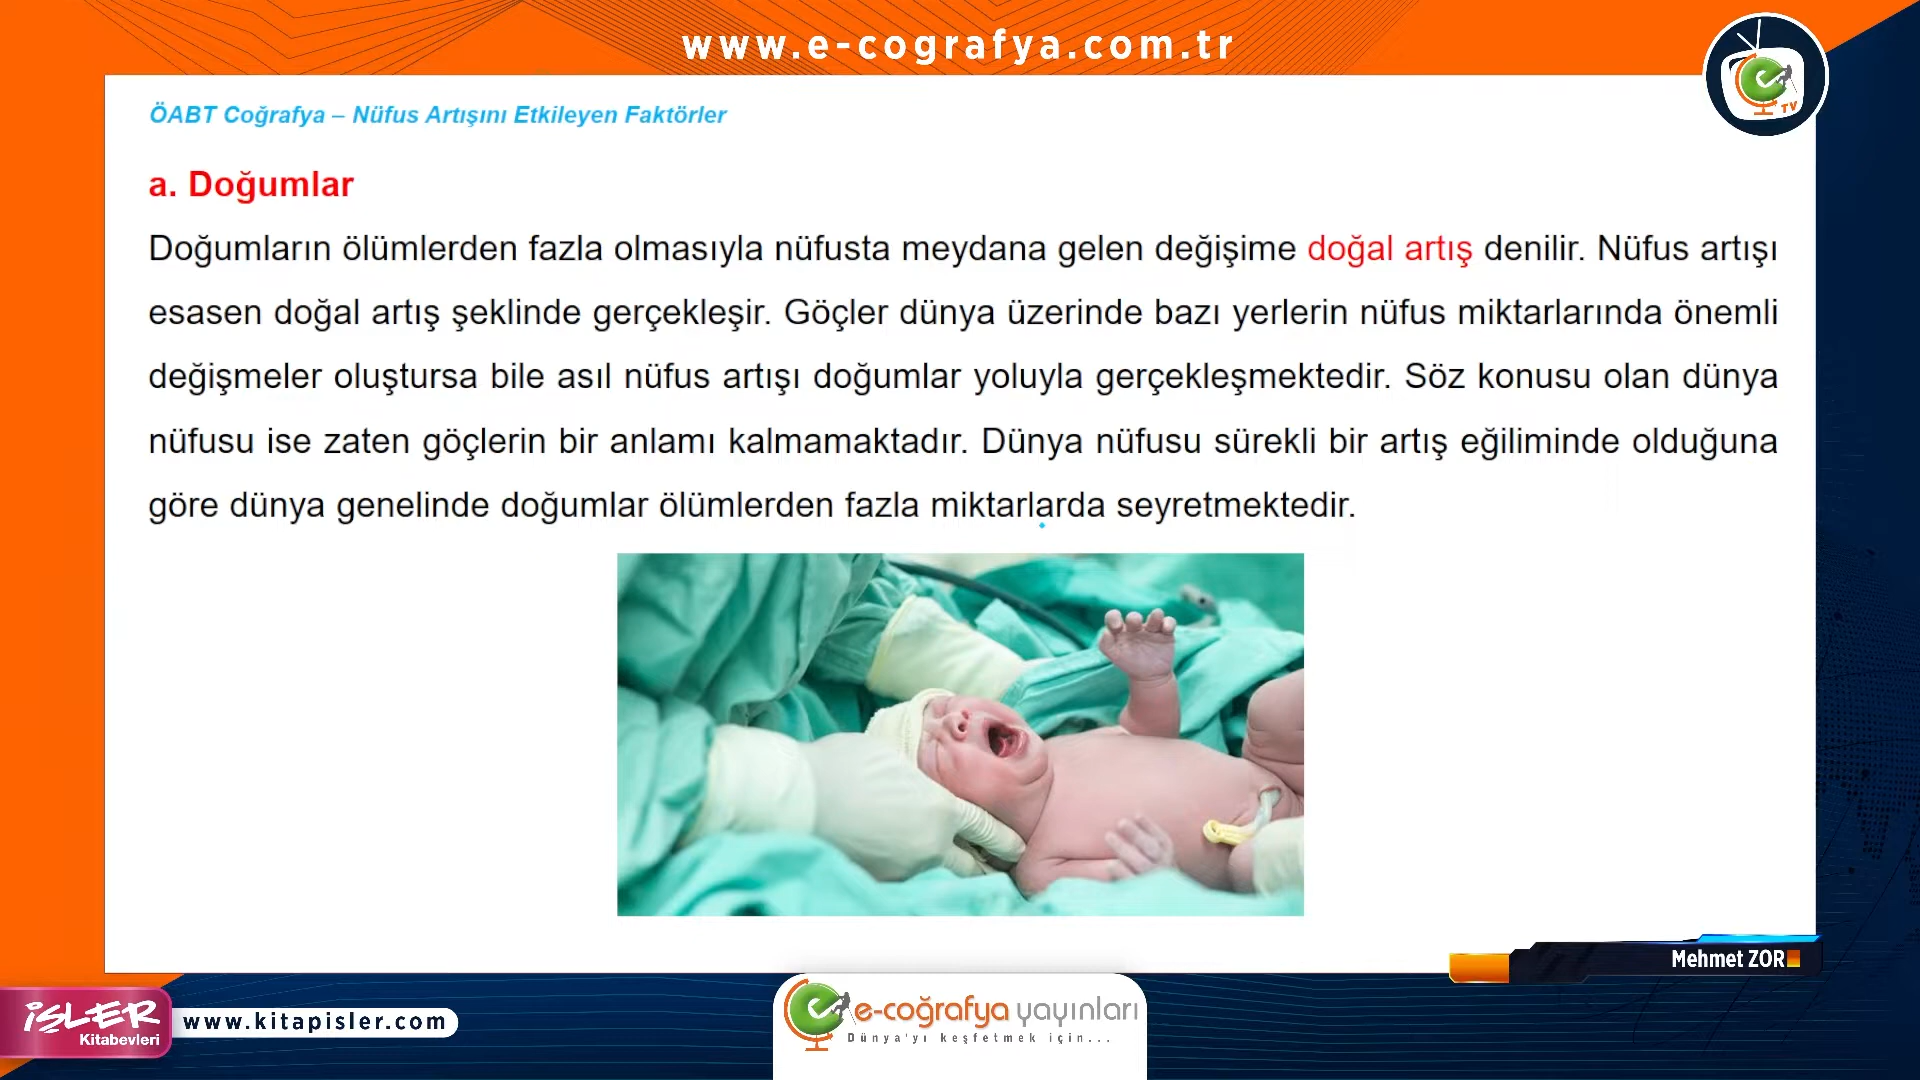 www.e-cografya.com.tr
TV
ÖABT Coğrafya – Nüfus Artışını Etkileyen Faktörler
a. Doğumlar
Doğumların ölümlerden fazla olmasıyla nüfusta meydana gelen değişime doğal artış denilir. Nüfus artışı
esasen doğal artış şeklinde gerçekleşir. Göçler dünya üzerinde bazı yerlerin nüfus miktarlarında önemli
değişmeler oluştursa bile asıl nüfus artışı doğumlar yoluyla gerçekleşmektedir. Söz konusu olan dünya
nüfusu ise zaten göçlerin bir anlamı kalmamaktadır. Dünya nüfusu sürekli bir artış eğiliminde olduğuna
göre dünya genelinde doğumlar ölümlerden fazla miktarlarda seyretmektedir.
Mehmet ZOR
İŞLER
Kitabevleri
www.kitapisler.com
e-coğrafya yayınları
Dünya'yı keşfetmek için...